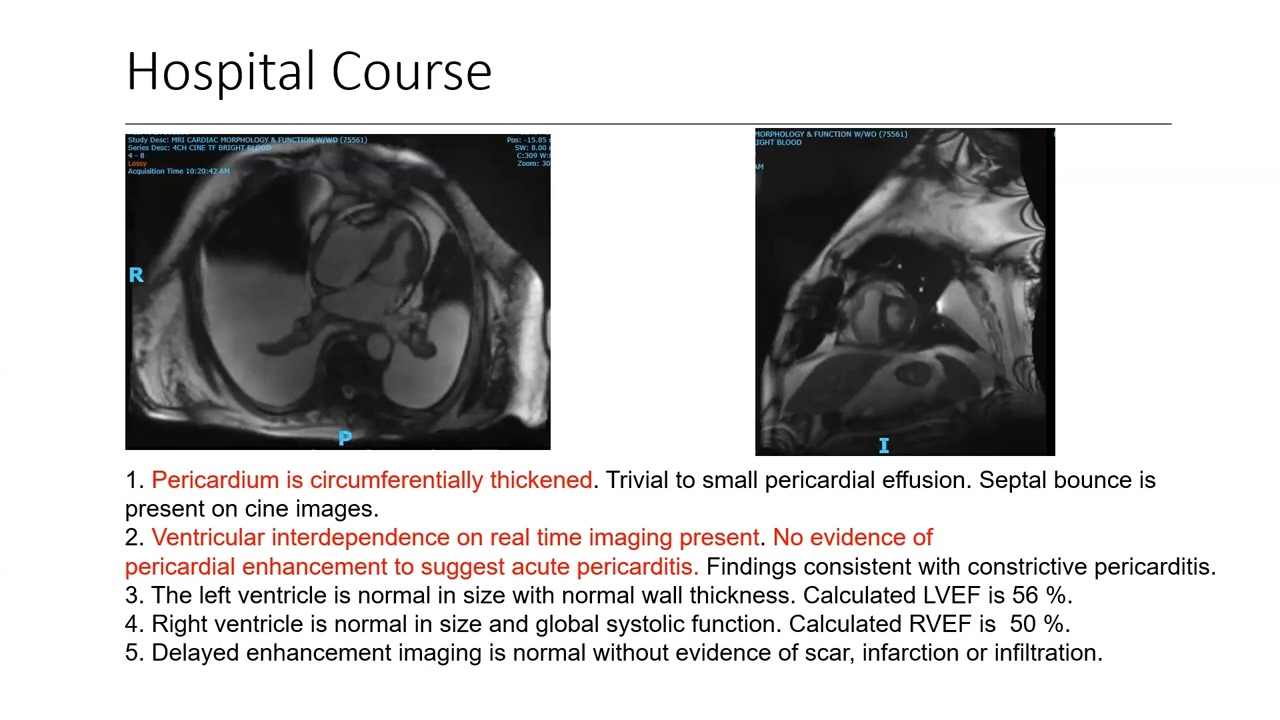 Hospital Course
Study Desc: MRI CARDIAC MORPHOLOGY & FUNCTION W/WO (75561)
Series Desc: 4CH CINE TF BRIGHT BLOOD
4 - 8
Lossy
Acquisition Time 10:20:42 AM
Pos: -15.85
SW: 8.00
C:309 W:
Zoom: 30
R
P
MORPHOLOGY & FUNCTION W/WO (75561)
IGHT BLOOD
AM
I
1. Pericardium is circumferentially thickened. Trivial to small pericardial effusion. Septal bounce is
present on cine images.
2. Ventricular interdependence on real time imaging present. No evidence of
pericardial enhancement to suggest acute pericarditis. Findings consistent with constrictive pericarditis.
3. The left ventricle is normal in size with normal wall thickness. Calculated LVEF is 56 %.
4. Right ventricle is normal in size and global systolic function. Calculated RVEF is  50 %.
5. Delayed enhancement imaging is normal without evidence of scar, infarction or infiltration.